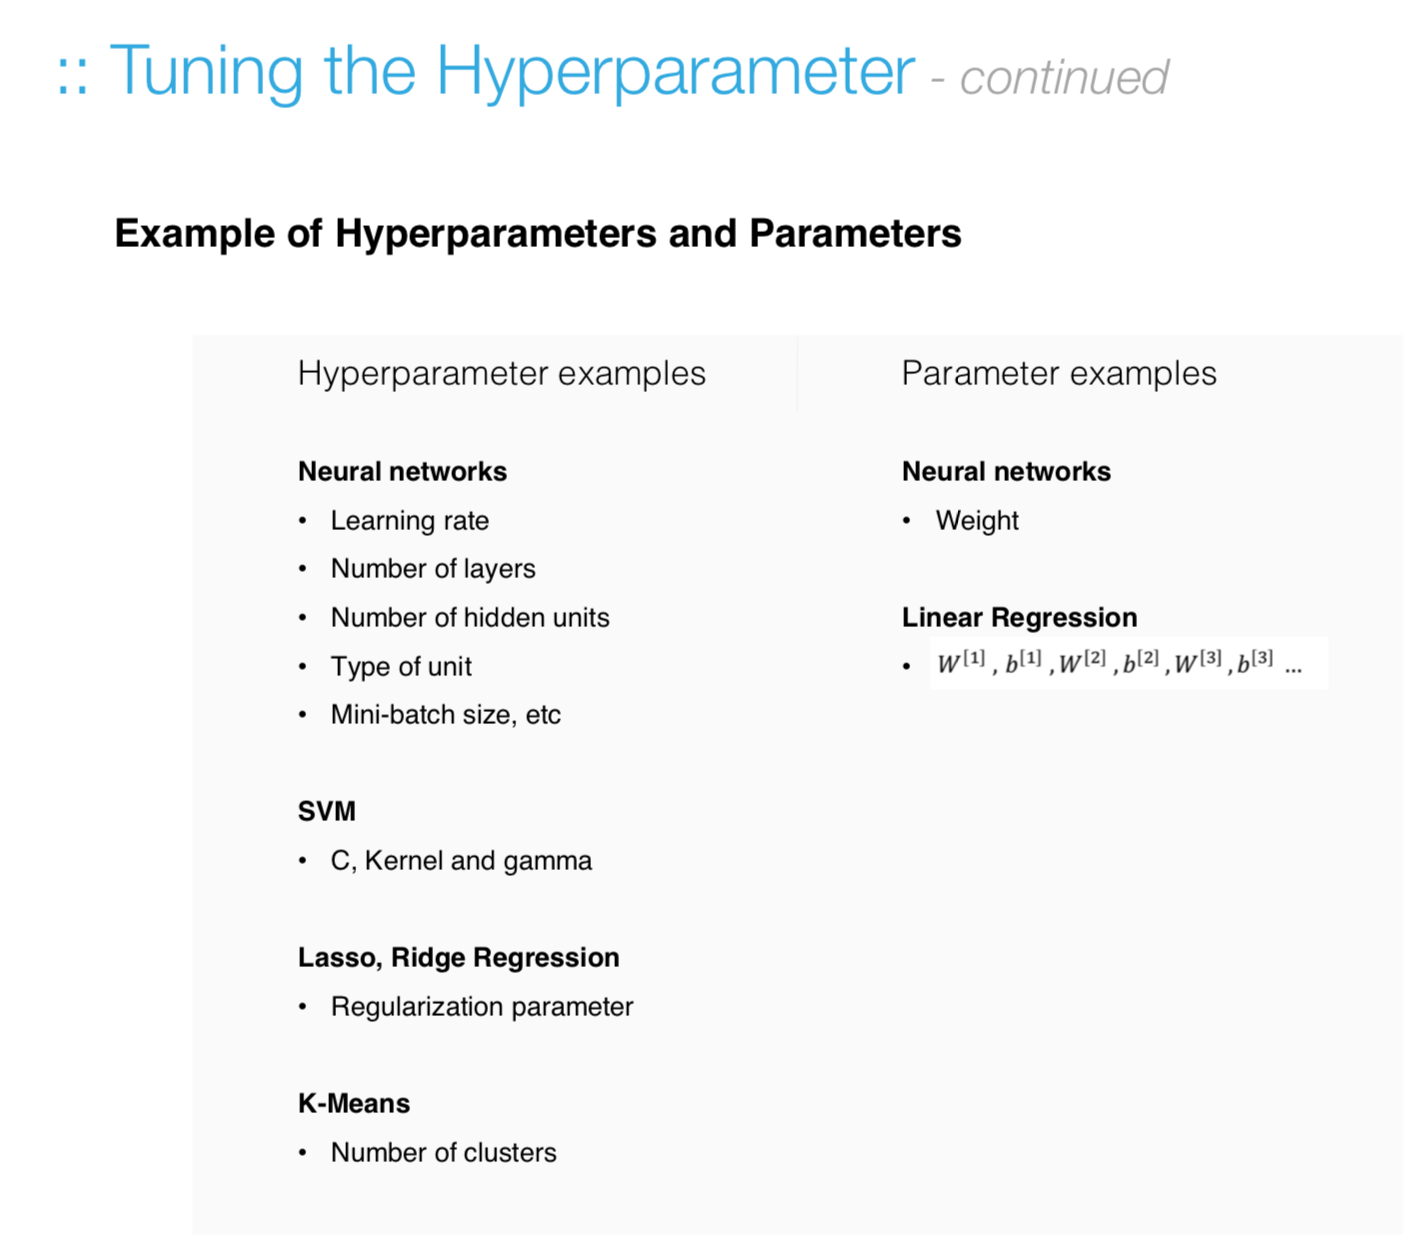 :: Tuning the Hyperparameter - continued
Example of Hyperparameters and Parameters
Hyperparameter examples
Neural networks
• Learning rate
• Number of layers
• Number of hidden units
• Type of unit
• Mini-batch size, etc
SVM
• C, Kernel and gamma
Lasso, Ridge Regression
• Regularization parameter
K-Means
• Number of clusters
Parameter examples
Neural networks
• Weight
Linear Regression
• W^[1] , b^[1] , W^[2] , b^[2] , W^[3] , b^[3] ...